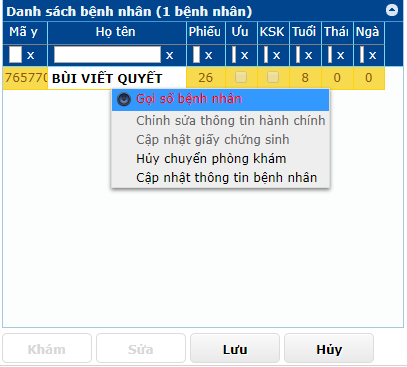 Danh sách bệnh nhân (1 bệnh nhân)
Mã y Họ tên Phiếu Ưu KSK Tuổi Thái Ngà
x x x x x x x x
765770 BÙI VIẾT QUYẾT 26 8 0 0
Gọi số bệnh nhân
Chỉnh sửa thông tin hành chính
Cập nhật giấy chứng sinh
Hủy chuyển phòng khám
Cập nhật thông tin bệnh nhân
Khám Sửa Lưu Hủy